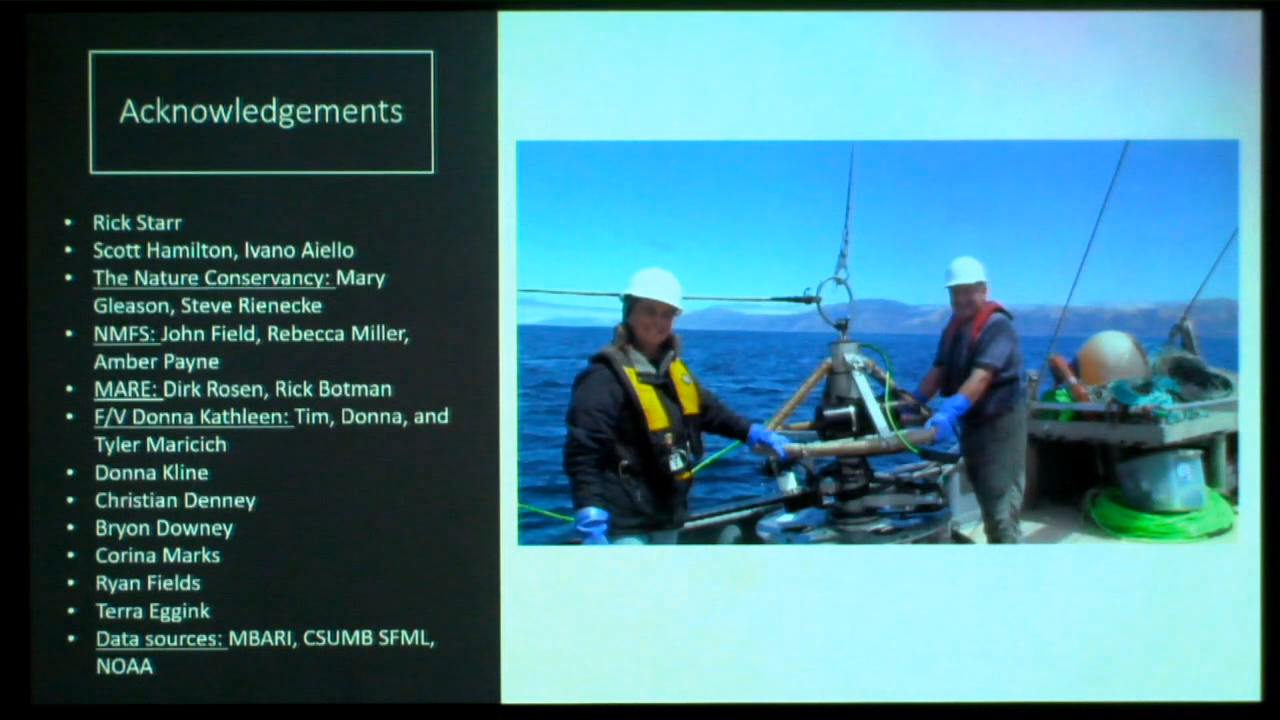 Acknowledgements
• Rick Starr
• Scott Hamilton, Ivano Aiello
• The Nature Conservancy: Mary
Gleason, Steve Rienecke
• NMFS: John Field, Rebecca Miller,
Amber Payne
• MARE: Dirk Rosen, Rick Botman
• F/V Donna Kathleen: Tim, Donna, and
Tyler Maricich
• Donna Kline
• Christian Denney
• Bryon Downey
• Corina Marks
• Ryan Fields
• Terra Eggink
• Data sources: MBARI, CSUMB SFML,
NOAA